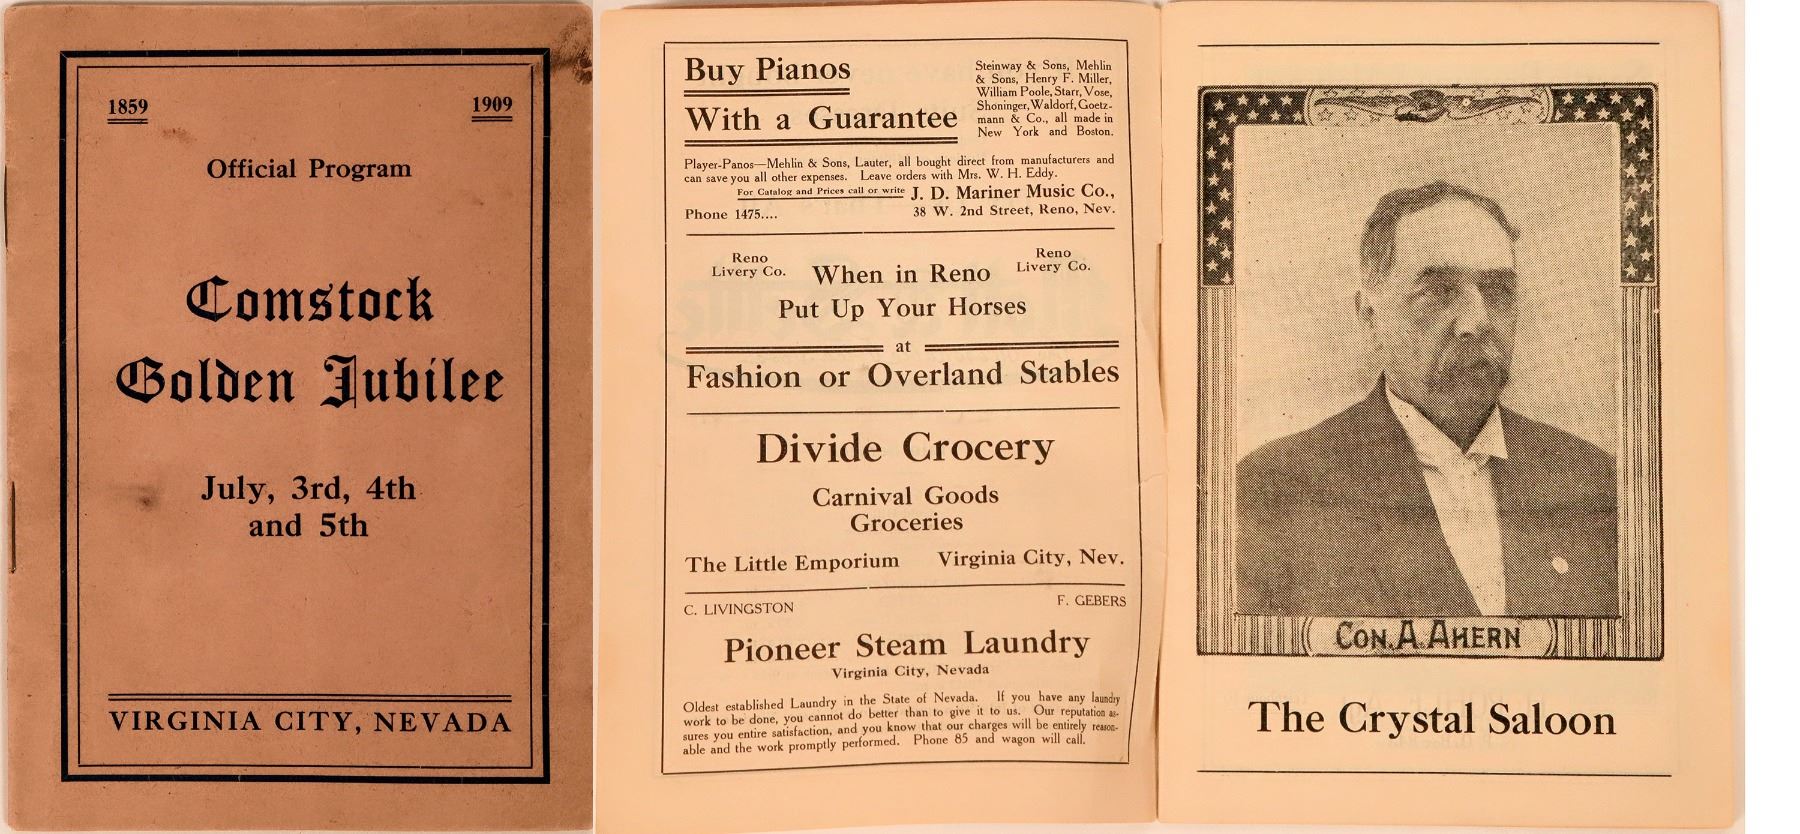 1859
1909
Official Program
Comstock
Golden Jubilee
July, 3rd, 4th
and 5th
VIRGINIA CITY, NEVADA
Buy Pianos
With a Guarantee
Steinway & Sons, Mehlin
& Sons, Henry F. Miller,
William Poole, Starr, Vose,
Shoninger, Waldorf, Goetz-
mann & Co., all made in
New York and Boston.
Player-Panos—Mehlin & Sons, Lauter, all bought direct from manufacturers and
can save you all other expenses. Leave orders with Mrs. W. H. Eddy.
For Catalog and Prices call or write J. D. Mariner Music Co.,
Phone 1475.... 38 W. 2nd Street, Reno, Nev.
Reno
Livery Co.
When in Reno
Reno
Livery Co.
Put Up Your Horses
at
Fashion or Overland Stables
Divide Crocery
Carnival Goods
Groceries
The Little Emporium Virginia City, Nev.
C. LIVINGSTON F. GEBERS
Pioneer Steam Laundry
Virginia City, Nevada
Oldest established Laundry in the State of Nevada. If you have any laundry
work to be done, you cannot do better than to give it to us. Our reputation as-
sures you entire satisfaction, and you know that our charges will be entirely reason-
able and the work promptly performed. Phone 85 and wagon will call.
CON. A. AHERN
The Crystal Saloon